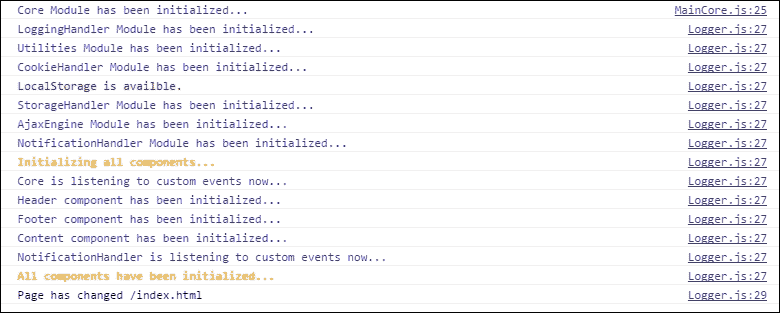 Core Module has been initialized... MainCore.js:25
LoggingHandler Module has been initialized... Logger.js:27
Utilities Module has been initialized... Logger.js:27
CookieHandler Module has been initialized... Logger.js:27
LocalStorage is availble. Logger.js:27
StorageHandler Module has been initialized... Logger.js:27
AjaxEngine Module has been initialized... Logger.js:27
NotificationHandler Module has been initialized... Logger.js:27
Initializing all components... Logger.js:27
Core is listening to custom events now... Logger.js:27
Header component has been initialized... Logger.js:27
Footer component has been initialized... Logger.js:27
Content component has been initialized... Logger.js:27
NotificationHandler is listening to custom events now... Logger.js:27
All components have been initialized... Logger.js:27
Page has changed /index.html Logger.js:29